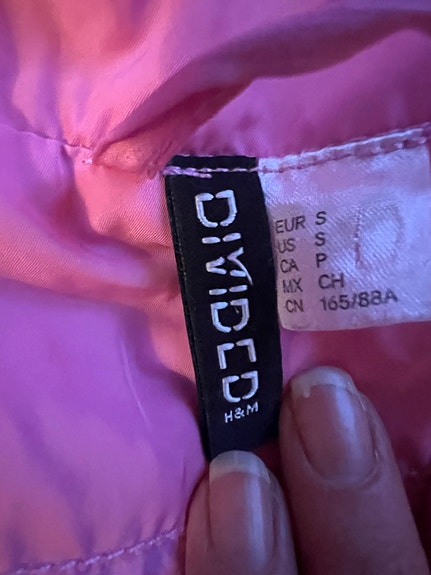 DIVIDED
H&M
EUR S
US S
CA P
MX CH
CN 165/88A